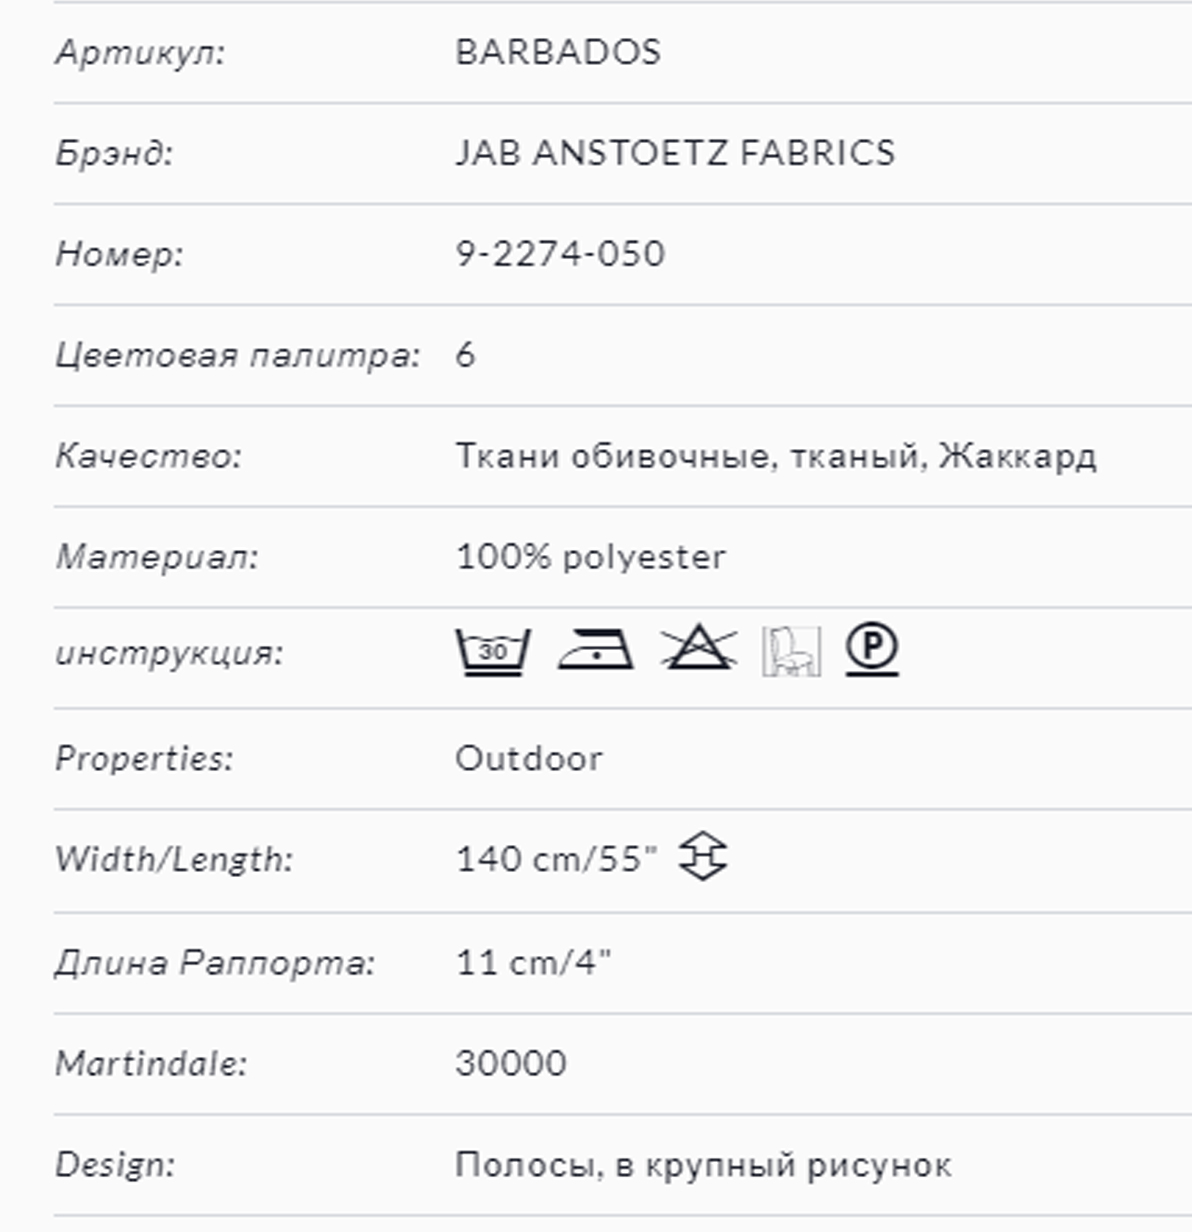 Артикул: BARBADOS
Брэнд: JAB ANSTOETZ FABRICS
Номер: 9-2274-050
Цветовая палитра: 6
Качество: Ткани обивочные, тканый, Жаккард
Материал: 100% polyester
инструкция: 30 P
Properties: Outdoor
Width/Length: 140 cm/55"
Длина Раппорта: 11 cm/4"
Martindale: 30000
Design: Полосы, в крупный рисунок